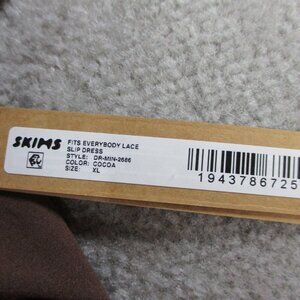 SKIMS
FITS EVERYBODY LACE
SLIP DRESS
STYLE: DR-MIN-2686
COLOR: COCOA
SIZE: XL
1943786725